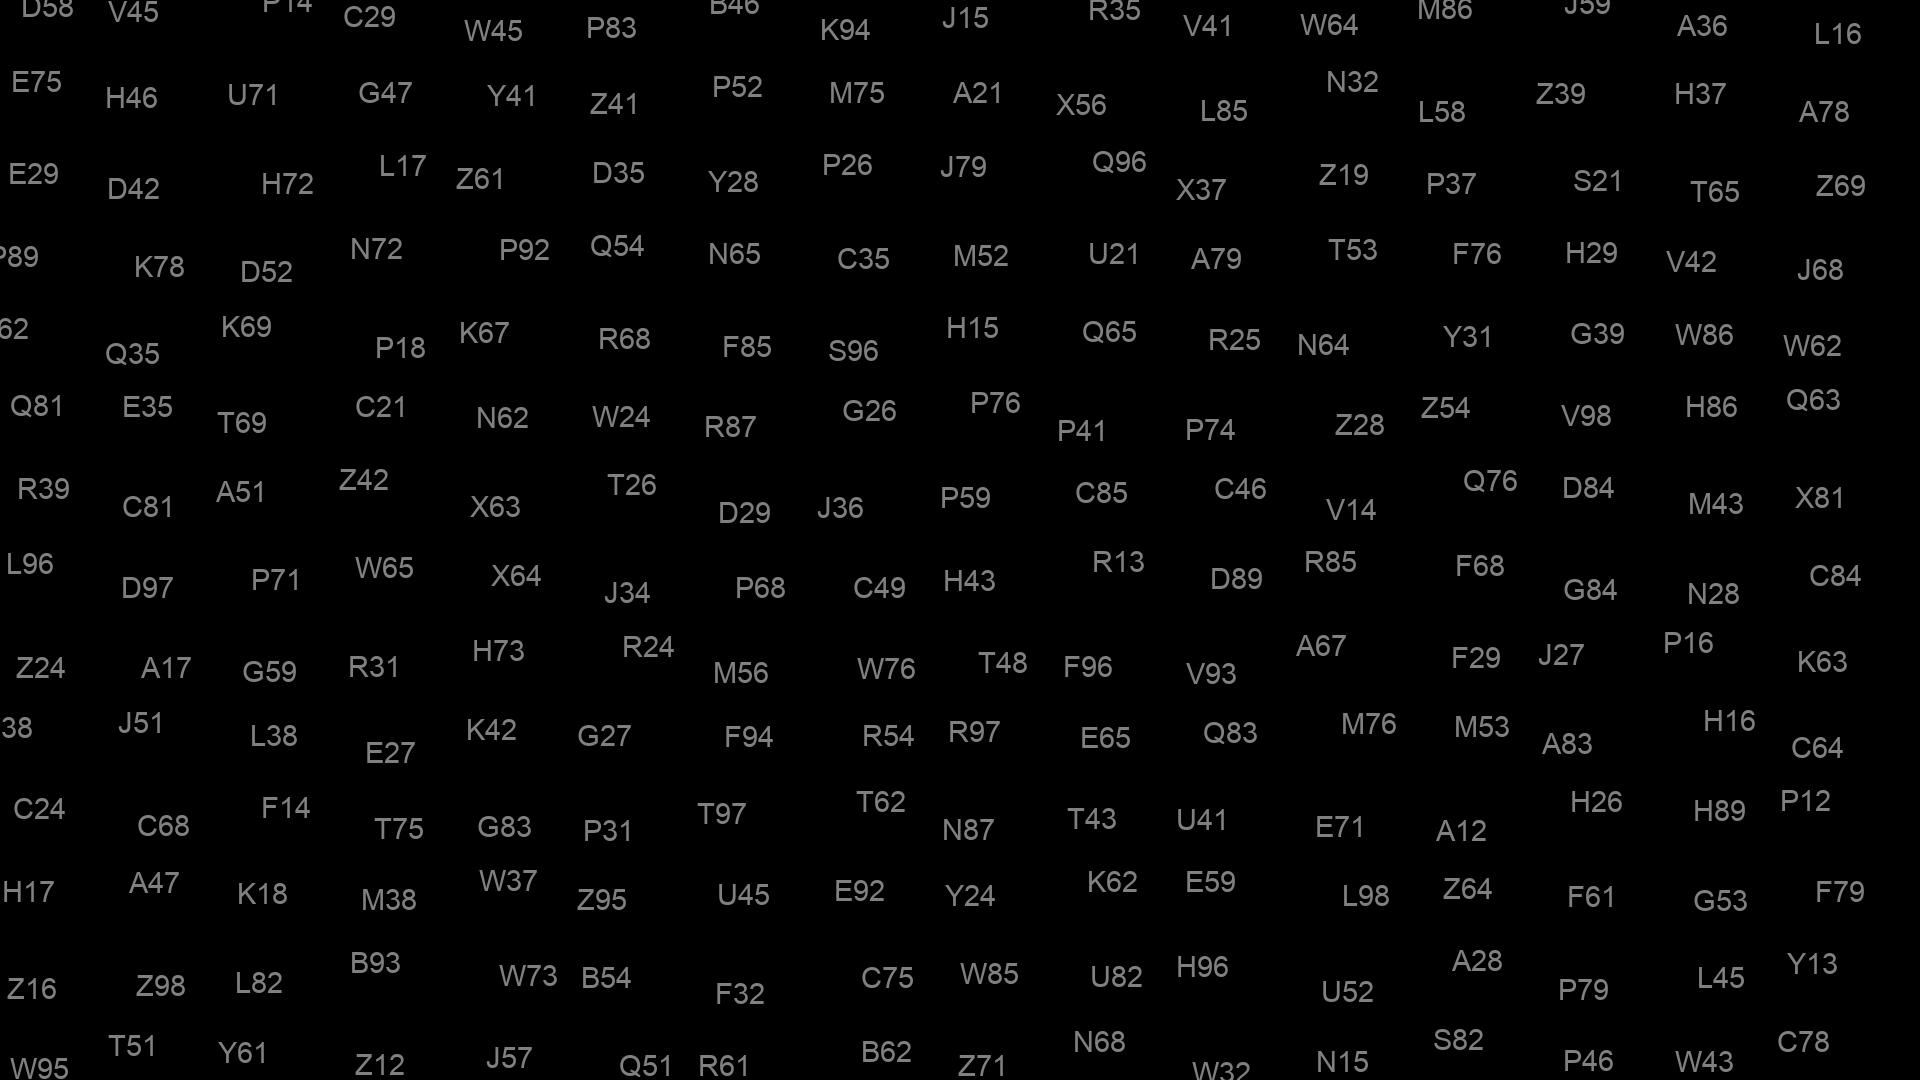 D58 V45 P14 C29 W45 P83 B46 K94 J15 R35 V41 W64 M86 J59 A36 L16
E75 H46 U71 G47 Y41 Z41 P52 M75 A21 X56 L85 N32 L58 Z39 H37 A78
E29 D42 H72 L17 Z61 D35 Y28 P26 J79 Q96 X37 Z19 P37 S21 T65 Z69
P89 K78 D52 N72 P92 Q54 N65 C35 M52 U21 A79 T53 F76 H29 V42 J68
62 Q35 K69 P18 K67 R68 F85 S96 H15 Q65 R25 N64 Y31 G39 W86 W62
Q81 E35 T69 C21 N62 W24 R87 G26 P76 P41 P74 Z28 Z54 V98 H86 Q63
R39 C81 A51 Z42 X63 T26 D29 J36 P59 C85 C46 V14 Q76 D84 M43 X81
L96 D97 P71 W65 X64 J34 P68 C49 H43 R13 D89 R85 F68 G84 N28 C84
Z24 A17 G59 R31 H73 R24 M56 W76 T48 F96 V93 A67 F29 J27 P16 K63
38 J51 L38 E27 K42 G27 F94 R54 R97 E65 Q83 M76 M53 A83 H16 C64
C24 C68 F14 T75 G83 P31 T97 T62 N87 T43 U41 E71 A12 H26 H89 P12
H17 A47 K18 M38 W37 Z95 U45 E92 Y24 K62 E59 L98 Z64 F61 G53 F79
Z16 Z98 L82 B93 W73 B54 F32 C75 W85 U82 H96 U52 A28 P79 L45 Y13
W95 T51 Y61 Z12 J57 Q51 R61 B62 Z71 N68 W32 N15 S82 P46 W43 C78